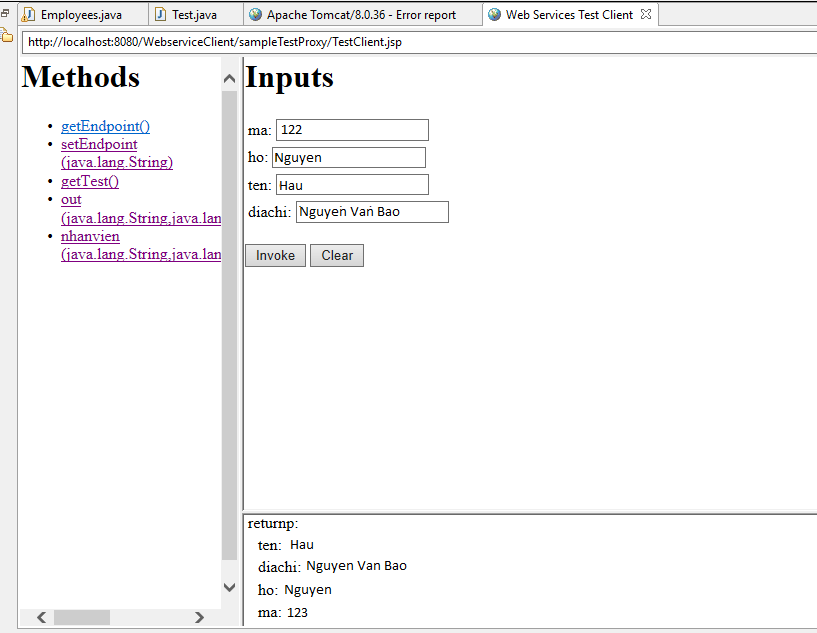 Employees.java
Test.java
Apache Tomcat/8.0.36 - Error report
Web Services Test Client
http://localhost:8080/WebserviceClient/sampleTestProxy/TestClient.jsp
Methods
getEndpoint()
setEndpoint
(java.lang.String)
getTest()
out
(java.lang.String,java.lan
nhanvien
(java.lang.String,java.lan
Inputs
ma: 122
ho: Nguyen
ten: Hau
diachi: Nguyen Van Bao
Invoke Clear
returnp:
ten: Hau
diachi: Nguyen Van Bao
ho: Nguyen
ma: 123